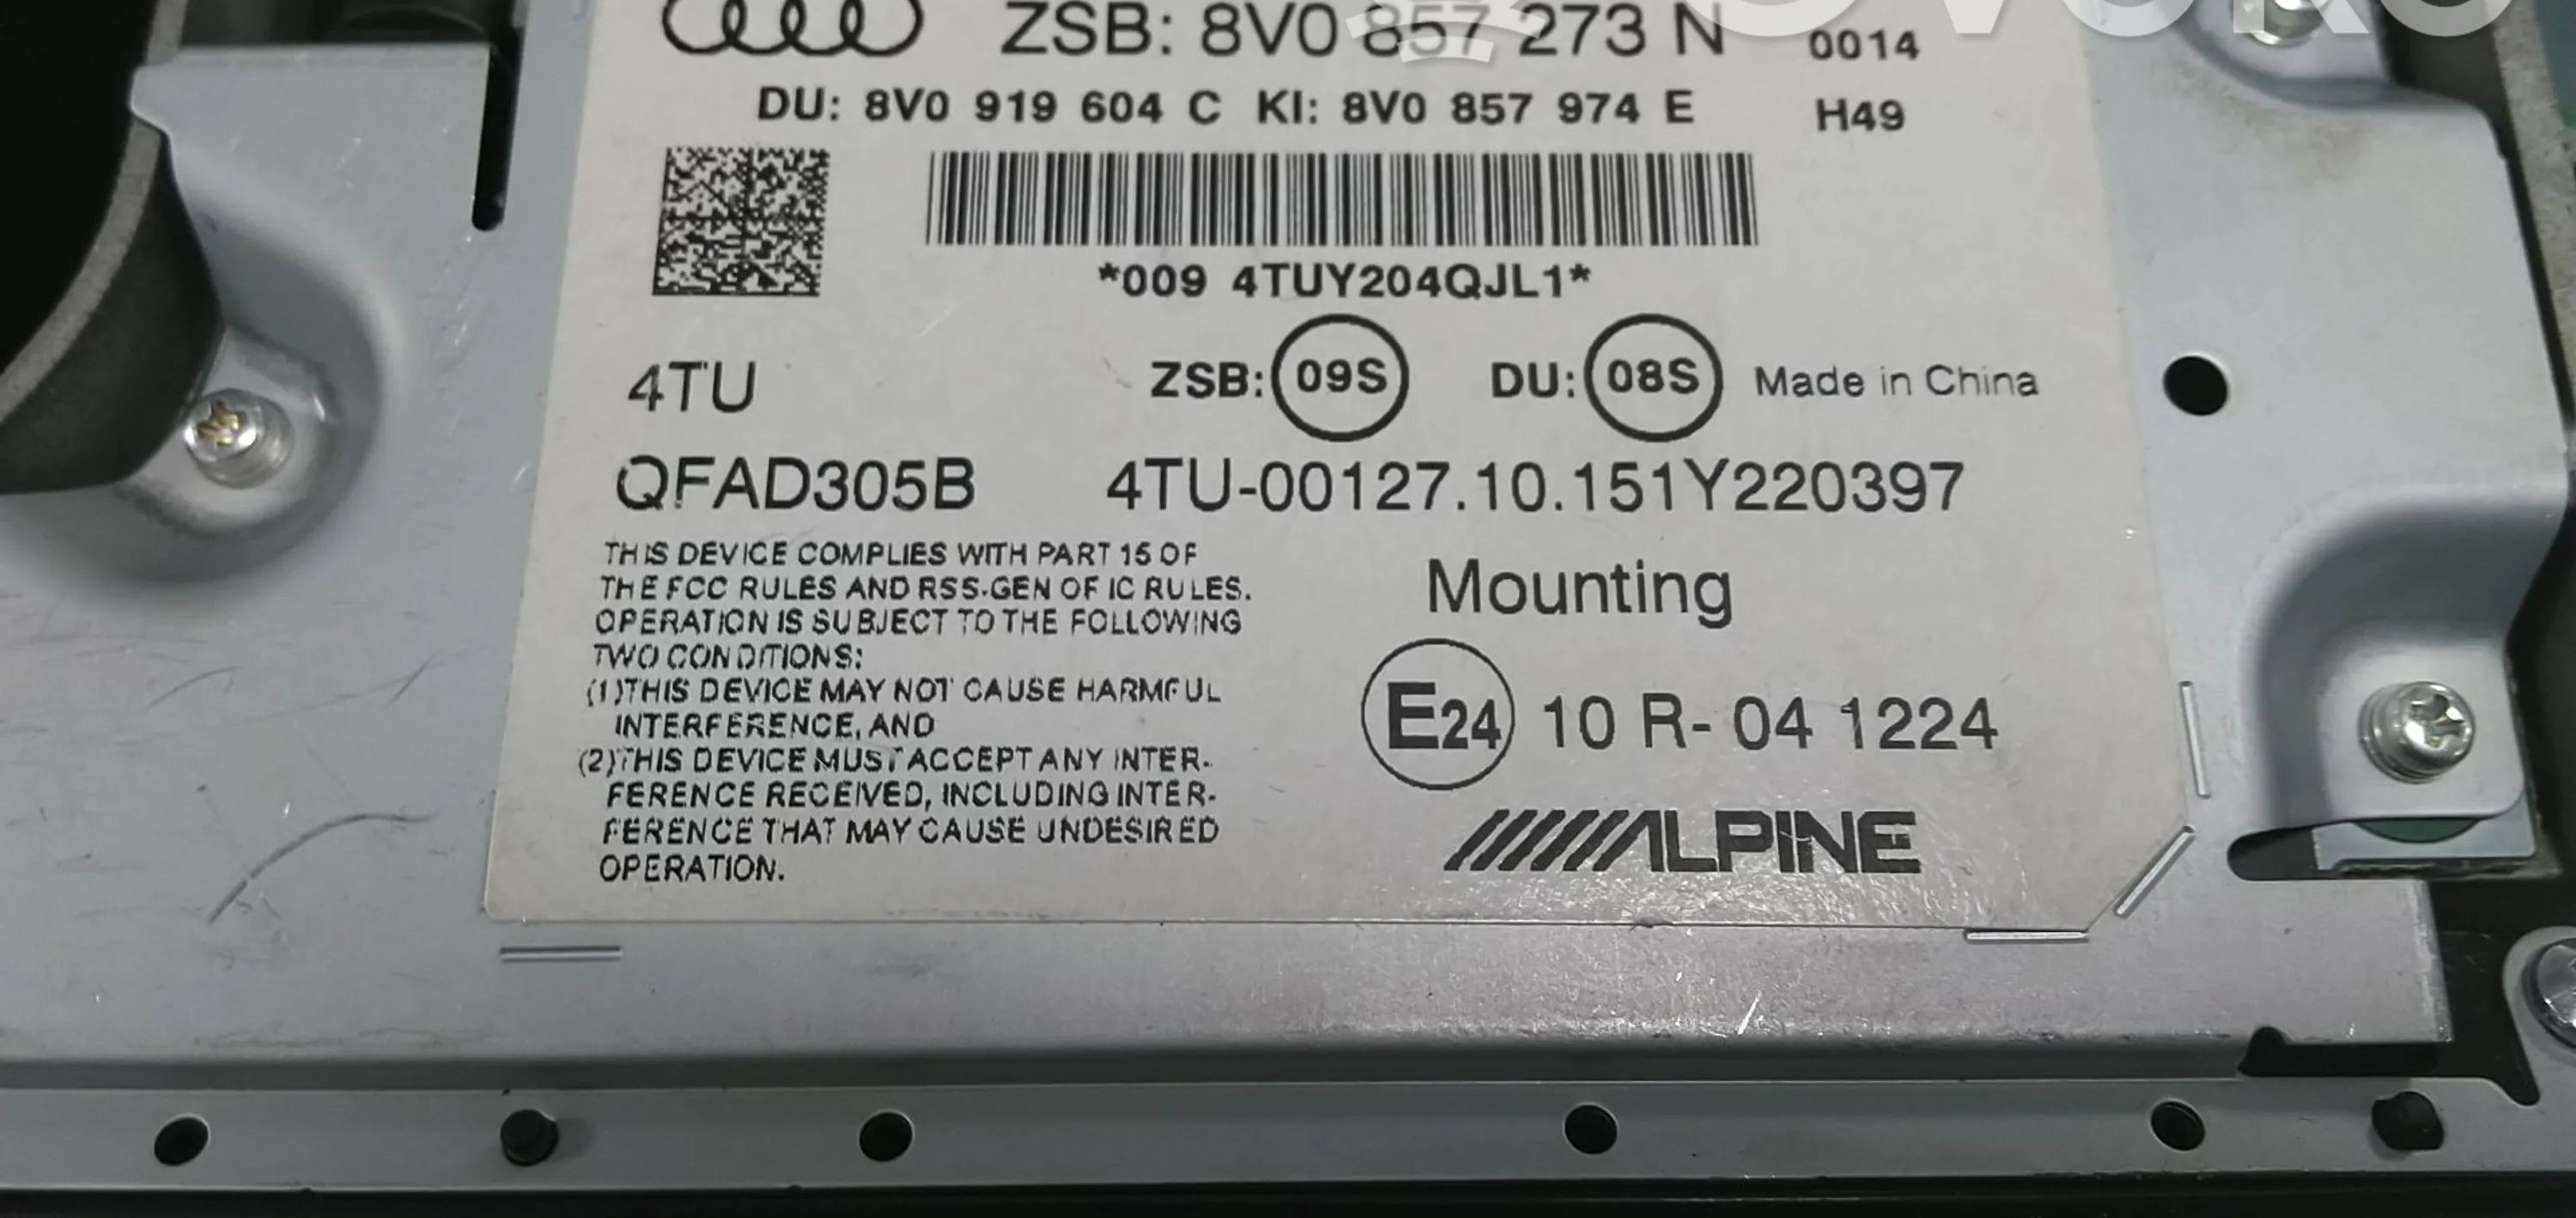 ZSB: 8V0 857 273 N 0014
DU: 8V0 919 604 C KI: 8V0 857 974 E H49
*009 4TUY204QJL1*
4TU ZSB: 09S DU: 08S Made in China
QFAD305B 4TU-00127.10.151Y220397
THIS DEVICE COMPLIES WITH PART 15 OF
THE FCC RULES AND RSS-GEN OF IC RULES.
OPERATION IS SUBJECT TO THE FOLLOWING
TWO CONDITIONS:
(1)THIS DEVICE MAY NOT CAUSE HARMFUL
INTERFERENCE, AND
(2)THIS DEVICE MUST ACCEPT ANY INTER-
FERENCE RECEIVED, INCLUDING INTER-
FERENCE THAT MAY CAUSE UNDESIRED
OPERATION.
Mounting
E24 10 R- 04 1224
ALPINE